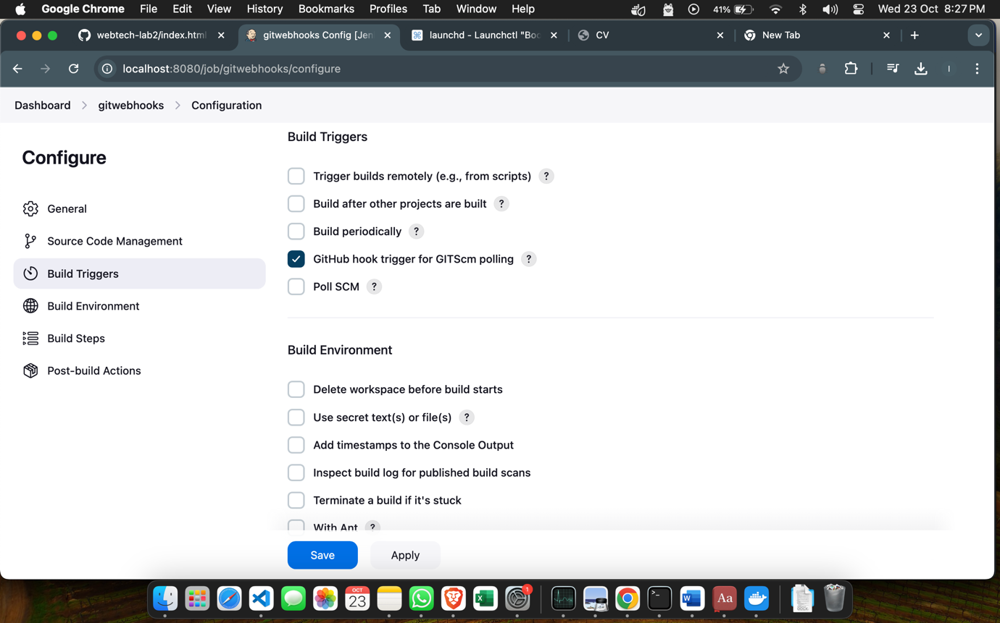 Google Chrome File Edit View History Bookmarks Profiles Tab Window Help 41% Wed 23 Oct 8:27 PM
webtech-lab2/index.html gitwebhooks Config [Jen launchd - Launchctl "Boo CV New Tab
localhost:8080/job/gitwebhooks/configure I
Dashboard gitwebhooks Configuration
Configure
General
Source Code Management
Build Triggers
Build Environment
Build Steps
Post-build Actions
Build Triggers
Trigger builds remotely (e.g., from scripts) ?
Build after other projects are built ?
Build periodically ?
GitHub hook trigger for GITScm polling ?
Poll SCM ?
Build Environment
Delete workspace before build starts
Use secret text(s) or file(s) ?
Add timestamps to the Console Output
Inspect build log for published build scans
Terminate a build if it's stuck
With Ant ?
Save Apply
OCT
23
1
>_
W
Aa
DOCX